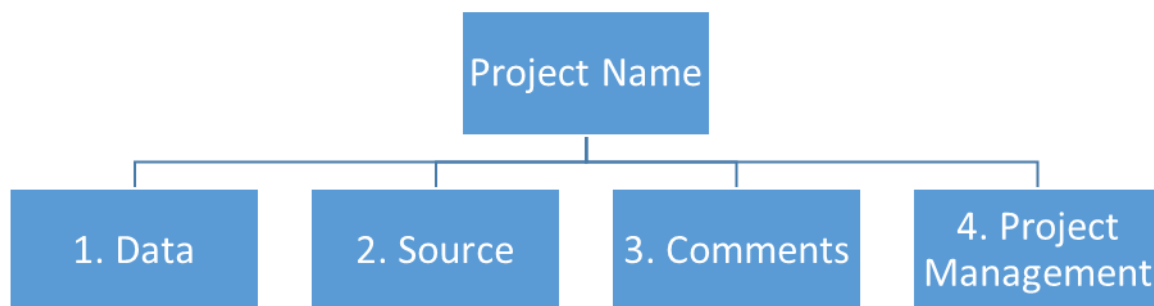 Project Name
1. Data
2. Source
3. Comments
4. Project
Management